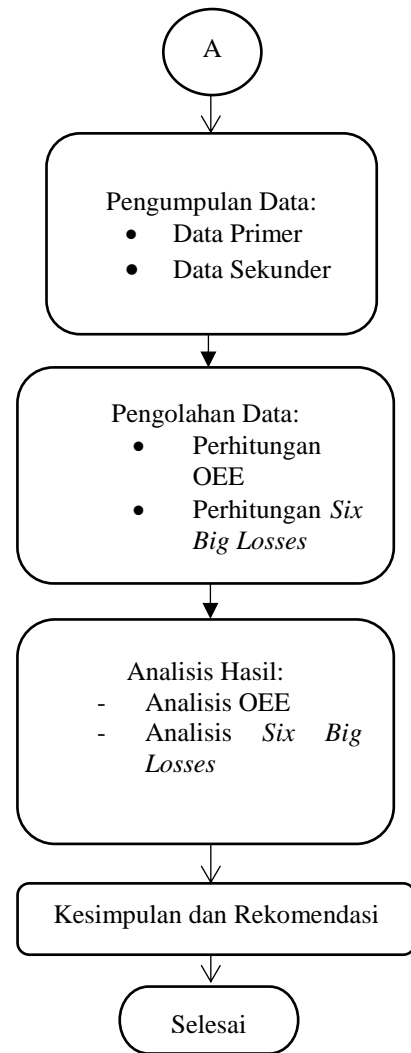 A
Pengumpulan Data:
• Data Primer
• Data Sekunder
Pengolahan Data:
• Perhitungan
OEE
• Perhitungan Six
Big Losses
Analisis Hasil:
- Analisis OEE
- Analisis Six Big
Losses
Kesimpulan dan Rekomendasi
Selesai